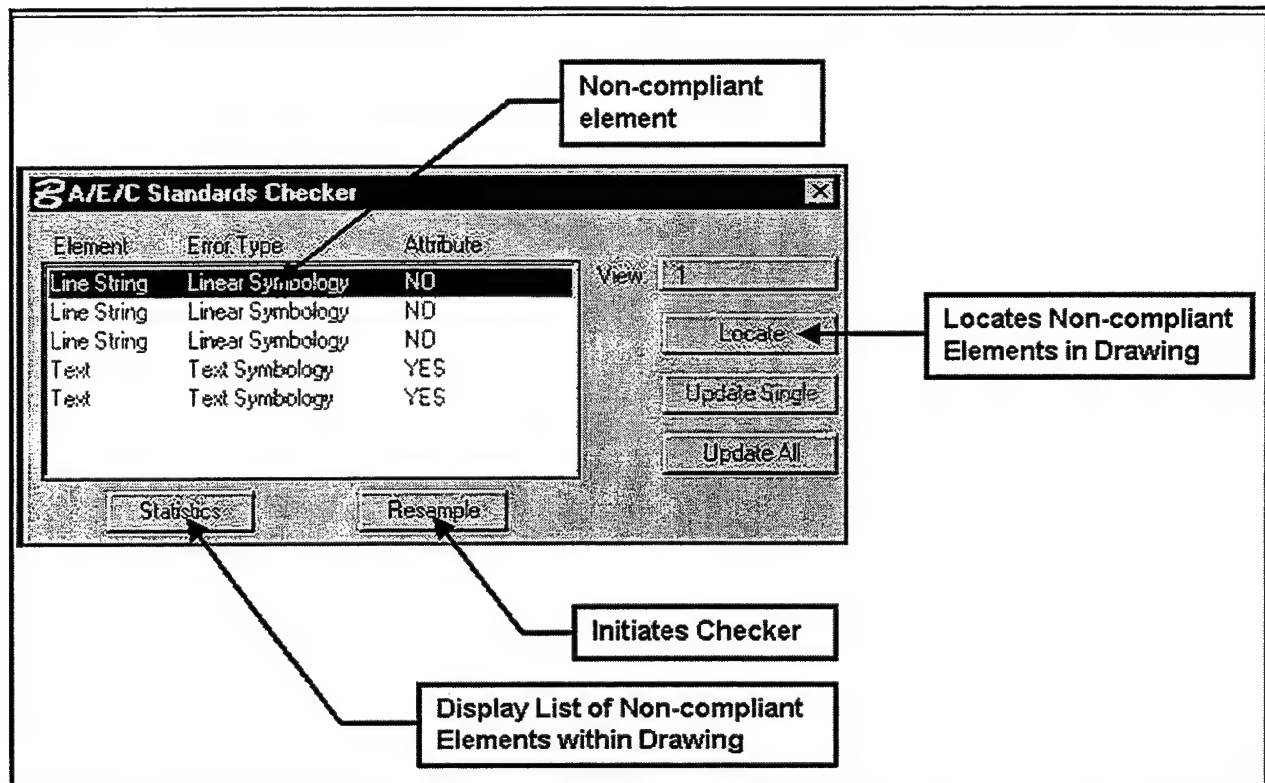 Non-compliant
element
A/E/C Standards Checker
Element Error Type Attribute
Line String Linear Symbology NO
Line String Linear Symbology NO
Line String Linear Symbology NO
Text Text Symbology YES
Text Text Symbology YES
View 1
Locate
Update Single
Update All
Locates Non-compliant
Elements in Drawing
Statistics Resample
Initiates Checker
Display List of Non-compliant
Elements within Drawing